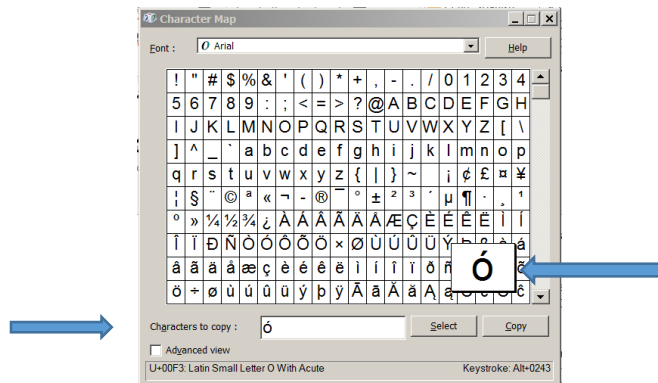 Character Map
Font : O Arial Help
! " # $ % & ' ( ) * + , - . / 0 1 2 3 4
5 6 7 8 9 : ; < = > ? @ A B C D E F G H
I J K L M N O P Q R S T U V W X Y Z [ \
] ^ _ ` a b c d e f g h i j k l m n o p
q r s t u v w x y z { | } ~ ¡ ¢ £ ¤ ¥
¦ § ¨ © ª « ¬ - ® ¯ ° ± ² ³ ´ µ ¶ · ¸ ¹
º » ¼ ½ ¾ ¿ À Á Â Ã Ä Å Æ Ç È É Ê Ë Ì Í
Î Ï Ð Ñ Ò Ó Ô Õ Ö × Ø Ù Ú Û Ü Ý á
â ã ä å æ ç è é ê ë ì í î ï ð ñ ó
ö ÷ ø ù ú û ü ý þ ÿ Ā ā Ă ă Ą
Characters to copy : ó Select Copy
Advanced view
U+00F3: Latin Small Letter O With Acute Keystroke: Alt+0243